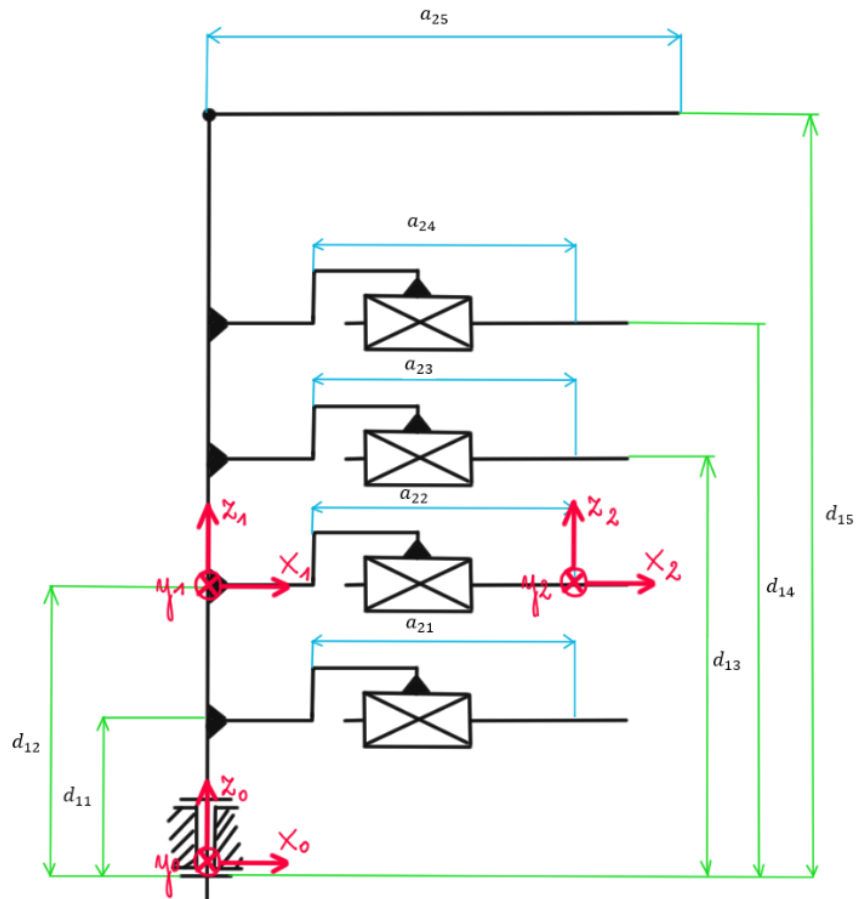 a₂₅
a₂₄
a₂₃
a₂₂
z₁
z₂
x₁
x₂
y₁
y₂
d₁₅
d₁₄
a₂₁
d₁₃
d₁₂
d₁₁
z₀
x₀
y₀